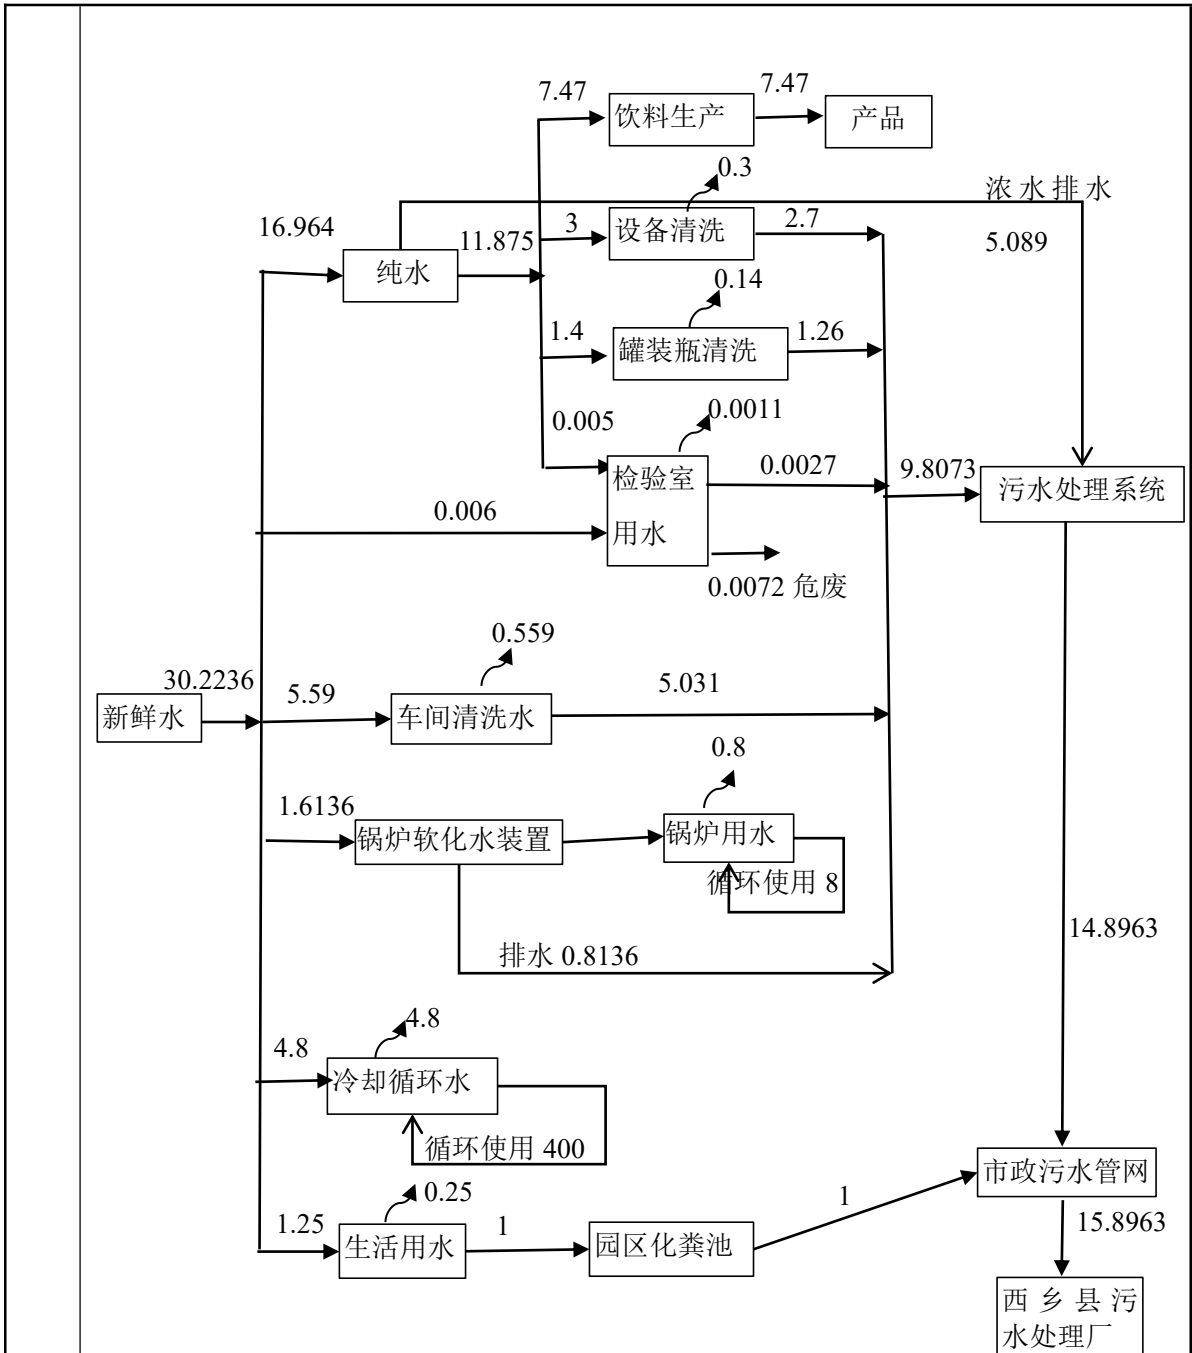 7.47
饮料生产
7.47
产品
0.3
浓水排水
16.964
纯水
11.875
3
设备清洗
2.7
5.089
0.14
1.4
罐装瓶清洗
1.26
0.005
0.0011
检验室
用水
0.0027
9.8073
污水处理系统
0.006
0.0072 危废
0.559
新鲜水
30.2236
5.59
车间清洗水
5.031
0.8
1.6136
锅炉软化水装置
锅炉用水
循环使用 8
排水 0.8136
14.8963
4.8
4.8
冷却循环水
循环使用 400
市政污水管网
0.25
1.25
生活用水
1
园区化粪池
1
15.8963
西乡县污
水处理厂